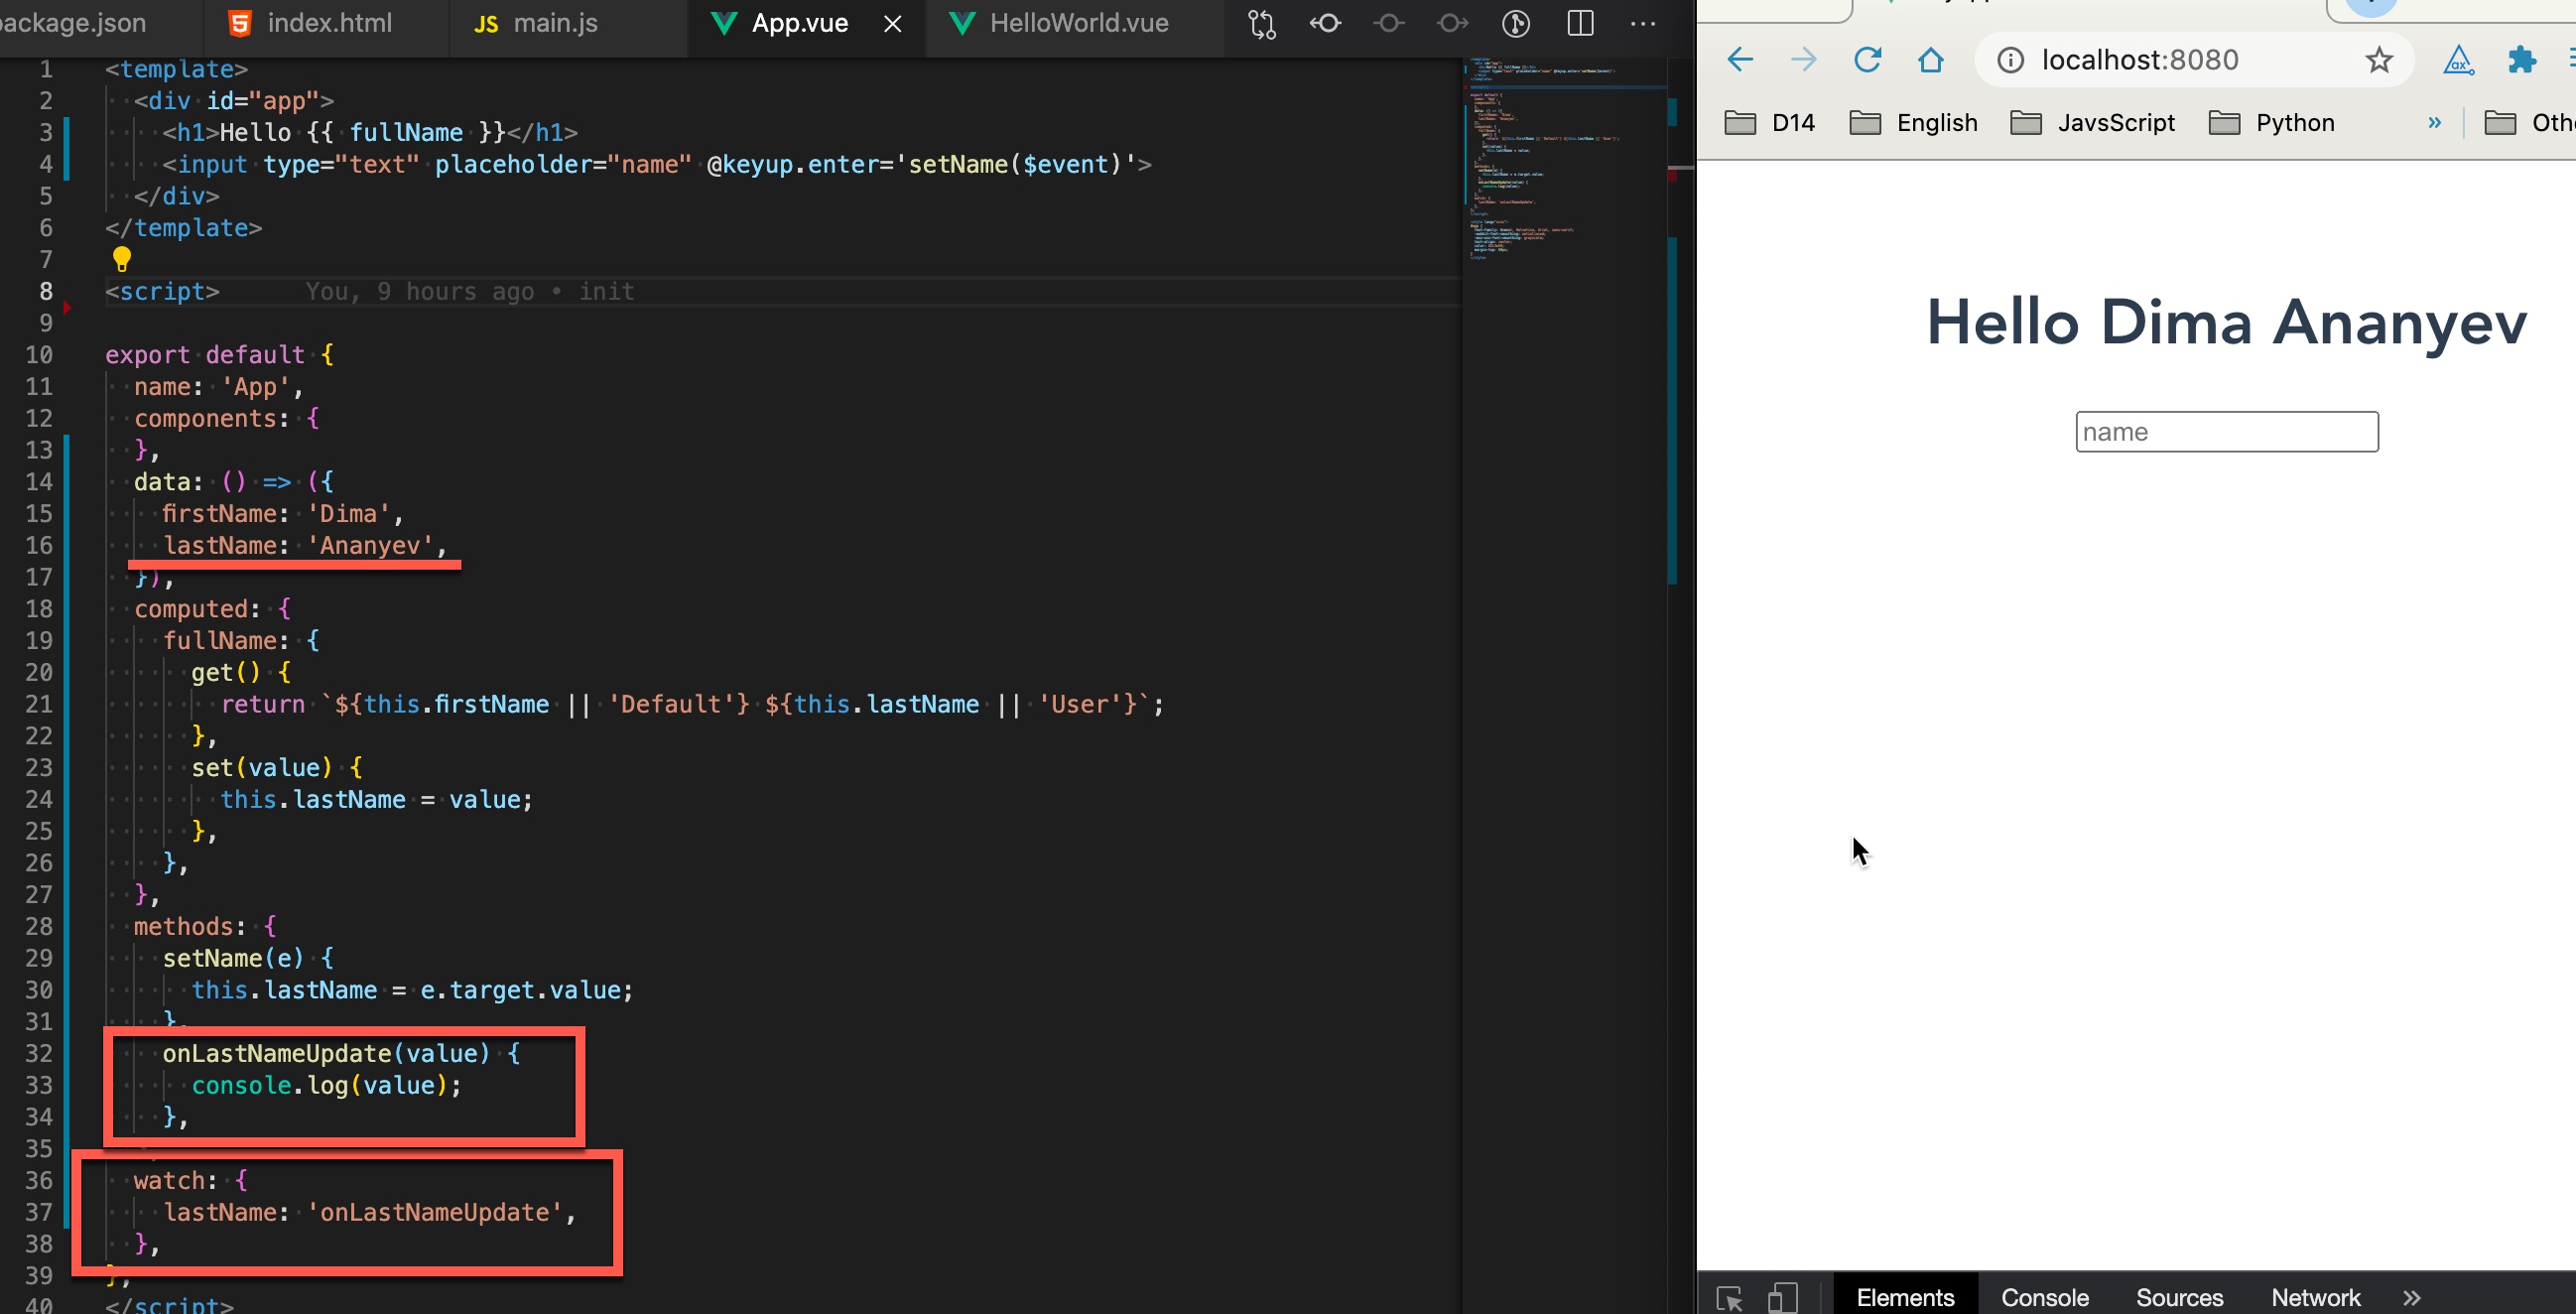 package.json index.html JS main.js App.vue HelloWorld.vue
1 <template>
2 <div id="app">
3 <h1>Hello {{ fullName }}</h1>
4 <input type="text" placeholder="name" @keyup.enter='setName($event)'>
5 </div>
6 </template>
7
8 <script> You, 9 hours ago • init
9
10 export default {
11 name: 'App',
12 components: {
13 },
14 data: () => ({
15 firstName: 'Dima',
16 lastName: 'Ananyev',
17 }),
18 computed: {
19 fullName: {
20 get() {
21 return `${this.firstName || 'Default'} ${this.lastName || 'User'}`;
22 },
23 set(value) {
24 this.lastName = value;
25 },
26 },
27 },
28 methods: {
29 setName(e) {
30 this.lastName = e.target.value;
31 },
32 onLastNameUpdate(value) {
33 console.log(value);
34 },
35
36 watch: {
37 lastName: 'onLastNameUpdate',
38 },
39 },
40 </script>
localhost:8080
D14 English JavsScript Python » Oth
Hello Dima Ananyev
name
Elements Console Sources Network »